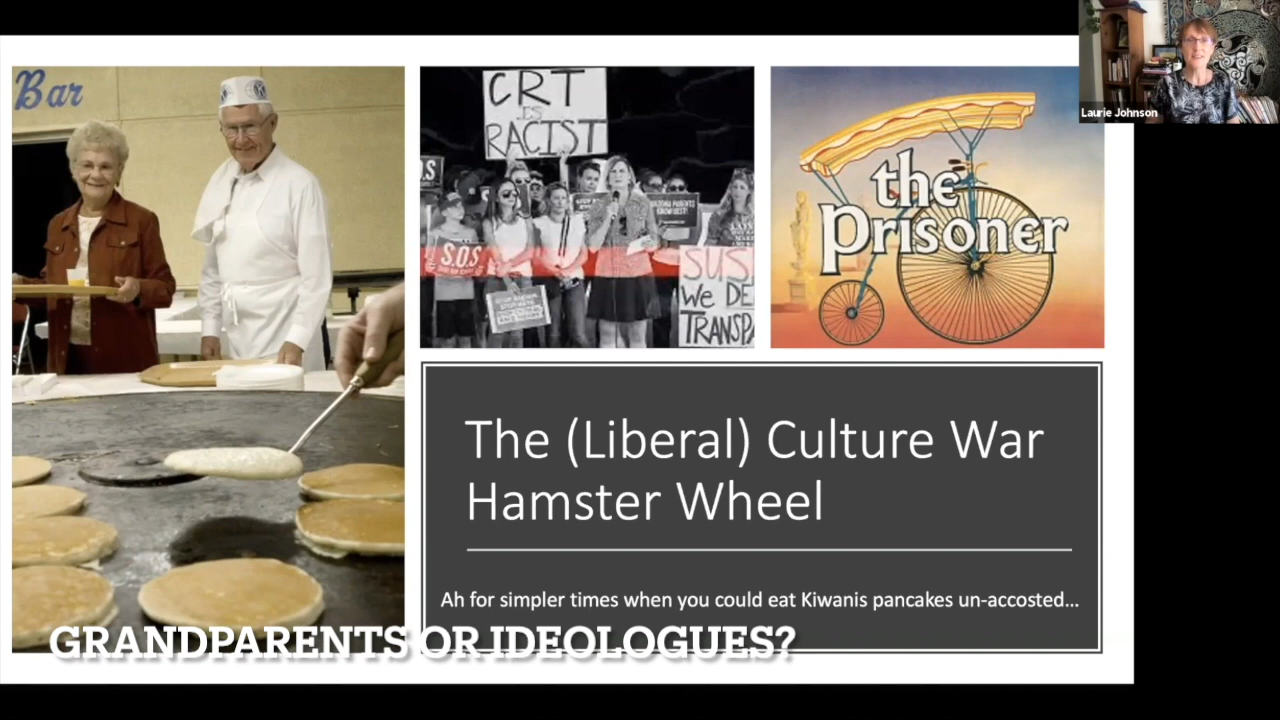 Bar
CRT
IS
RACIST
S.O.S
SUS
We DE
TRANSPA
the
Prisoner
Laurie Johnson
The (Liberal) Culture War
Hamster Wheel
Ah for simpler times when you could eat Kiwanis pancakes un-accosted...
GRANDPARENTS OR IDEOLOGUES?